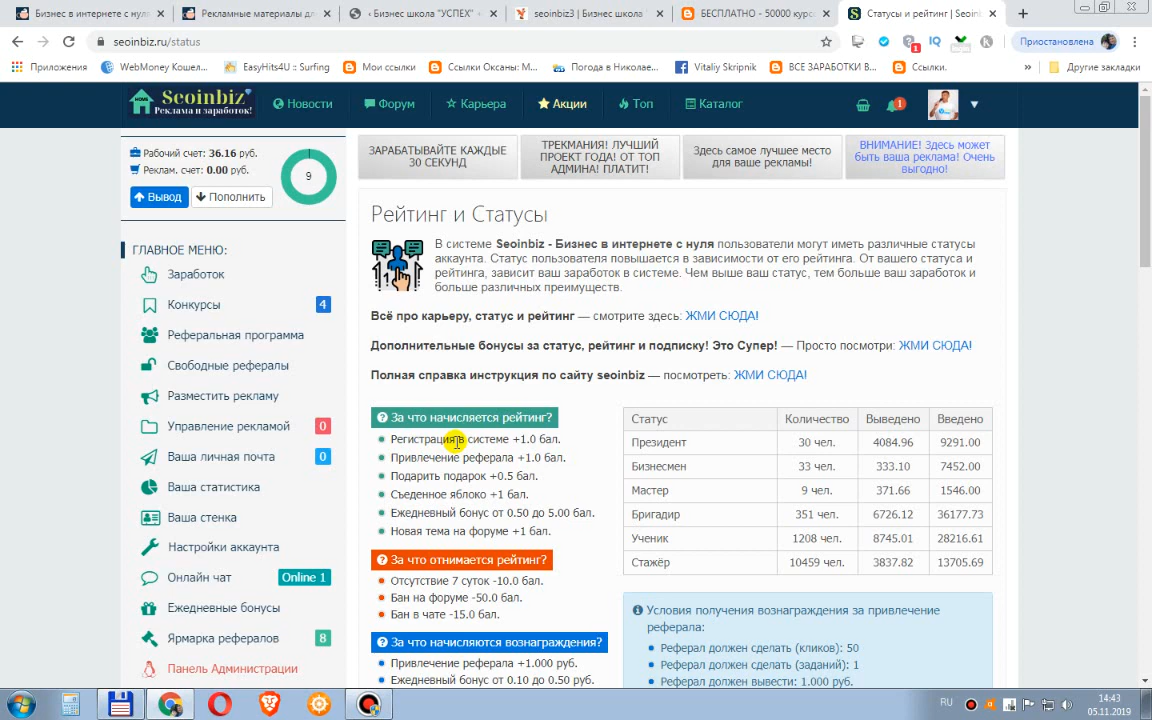 Бизнес в интернете с нуля
Рекламные материалы дл
‹ Бизнес школа "УСПЕХ"
seoinbiz3 | Бизнес школа
БЕСПЛАТНО - 50000 курс
Статусы и рейтинг | Seoin
seoinbiz.ru/status
1
IQ
K
Приостановлена
Приложения
WebMoney Кошел...
EasyHits4U :: Surfing
Мои ссылки
Ссылки Оксаны: М...
Погода в Николае...
Vitaliy Skripnik
ВСЕ ЗАРАБОТКИ В...
Ссылки.
»
Другие закладки
HOME
Seoinbiz
Реклама и заработок!
Новости
Форум
Карьера
Акции
Топ
Каталог
1
Рабочий счет: 36.16 руб.
Реклам. счет: 0.00 руб.
9
Вывод
Пополнить
ЗАРАБАТЫВАЙТЕ КАЖДЫЕ
30 СЕКУНД
ТРЕКМАНИЯ! ЛУЧШИЙ
ПРОЕКТ ГОДА! ОТ ТОП
АДМИНА! ПЛАТИТ!
Здесь самое лучшее место
для ваше рекламы!
ВНИМАНИЕ! Здесь может
быть ваша реклама! Очень
выгодно!
ГЛАВНОЕ МЕНЮ:
Заработок
Конкурсы 4
Реферальная программа
Свободные рефералы
Разместить рекламу
Управление рекламой 0
Ваша личная почта 0
Ваша статистика
Ваша стенка
Настройки аккаунта
Онлайн чат Online 1
Ежедневные бонусы
Ярмарка рефералов 8
Панель Администрации
Рейтинг и Статусы
В системе Seoinbiz - Бизнес в интернете с нуля пользователи могут иметь различные статусы
аккаунта. Статус пользователя повышается в зависимости от его рейтинга. От вашего статуса и
рейтинга, зависит ваш заработок в системе. Чем выше ваш статус, тем больше ваш заработок и
больше различных преимуществ.
Всё про карьеру, статус и рейтинг — смотрите здесь: ЖМИ СЮДА!
Дополнительные бонусы за статус, рейтинг и подписку! Это Супер! — Просто посмотри: ЖМИ СЮДА!
Полная справка инструкция по сайту seoinbiz — посмотреть: ЖМИ СЮДА!
За что начисляется рейтинг?
Регистрация в системе +1.0 бал.
Привлечение реферала +1.0 бал.
Подарить подарок +0.5 бал.
Съеденное яблоко +1 бал.
Ежедневный бонус от 0.50 до 5.00 бал.
Новая тема на форуме +1 бал.
За что отнимается рейтинг?
Отсутствие 7 суток -10.0 бал.
Бан на форуме -50.0 бал.
Бан в чате -15.0 бал.
За что начисляются вознаграждения?
Привлечение реферала +1.000 руб.
Ежедневный бонус от 0.10 до 0.50 руб.
Статус Количество Выведено Введено
Президент 30 чел. 4084.96 9291.00
Бизнесмен 33 чел. 333.10 7452.00
Мастер 9 чел. 371.66 1546.00
Бригадир 351 чел. 6726.12 36177.73
Ученик 1208 чел. 8745.01 28216.61
Стажёр 10459 чел. 3837.82 13705.69
Условия получения вознаграждения за привлечение
реферала:
Реферал должен сделать (кликов): 50
Реферал должен сделать (заданий): 1
Реферал должен вывести: 1.000 руб.
RU
14:43
05.11.2019